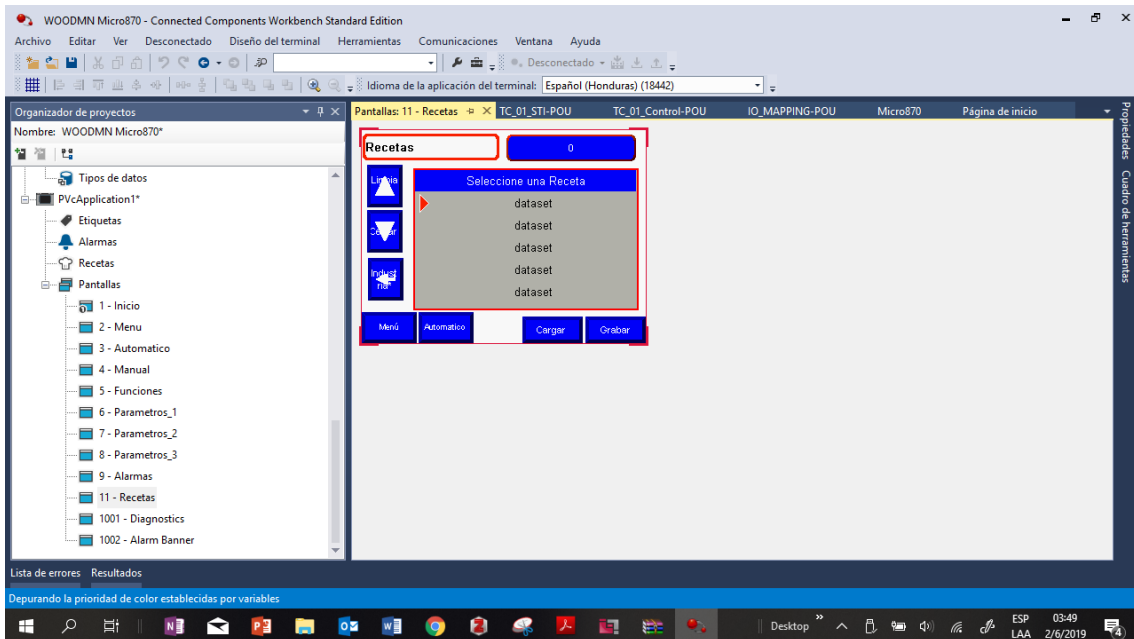 WOODMN Micro870 - Connected Components Workbench Standard Edition
Archivo Editar Ver Desconectado Diseño del terminal Herramientas Comunicaciones Ventana Ayuda
Desconectado
Idioma de la aplicación del terminal: Español (Honduras) (18442)
Organizador de proyectos
Pantallas: 11 - Recetas TC_01_STI-POU TC_01_Control-POU IO_MAPPING-POU Micro870 Página de inicio
Nombre: WOODMN Micro870*
Tipos de datos
PVcApplication1*
Etiquetas
Alarmas
Recetas
Pantallas
1 - Inicio
2 - Menu
3 - Automatico
4 - Manual
5 - Funciones
6 - Parametros_1
7 - Parametros_2
8 - Parametros_3
9 - Alarmas
11 - Recetas
1001 - Diagnostics
1002 - Alarm Banner
Recetas 0
Seleccione una Receta
dataset
dataset
dataset
dataset
dataset
Menú Automatico Cargar Grabar
Propiedades
Cuadro de herramientas
Lista de errores Resultados
Depurando la prioridad de color establecidas por variables
Desktop
ESP
LAA
03:49
2/6/2019
4